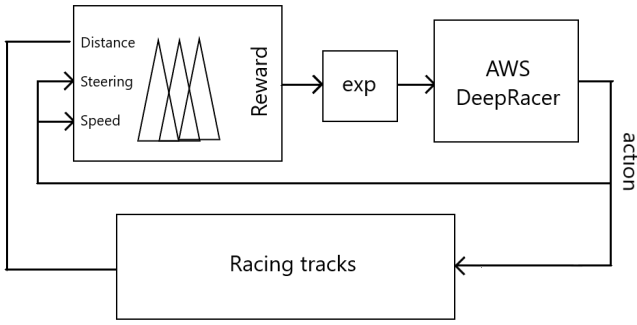 Distance
Steering
Speed
Reward
exp
AWS
DeepRacer
action
Racing tracks